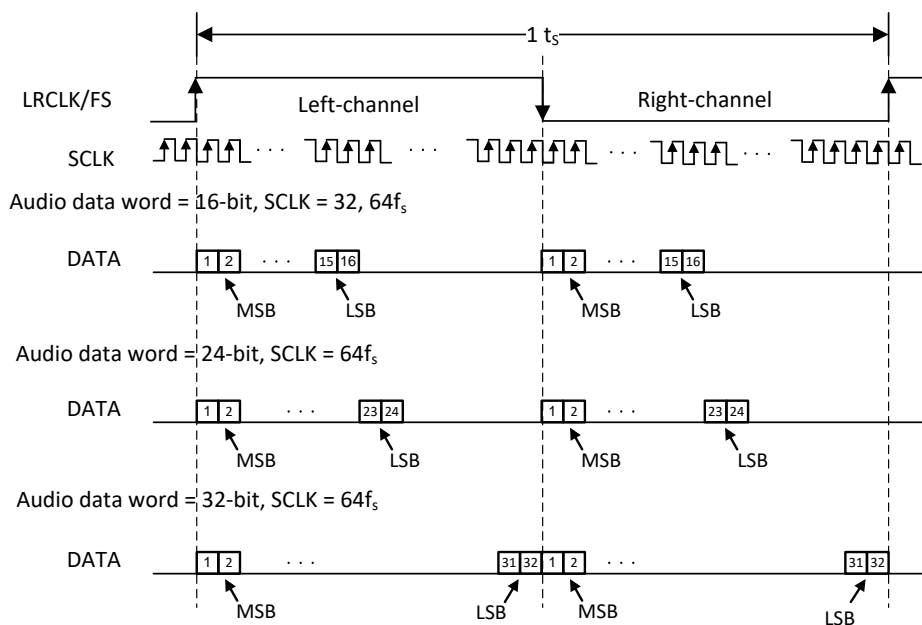 1 tS
LRCLK/FS
Left-channel
Right-channel
SCLK
. . .
. . .
. . .
. . .
Audio data word = 16-bit, SCLK = 32, 64fs
DATA
1 2 . . . 15 16 1 2 . . . 15 16
MSB LSB MSB LSB
Audio data word = 24-bit, SCLK = 64fs
DATA
1 2 . . . 23 24 1 2 . . . 23 24
MSB LSB MSB LSB
Audio data word = 32-bit, SCLK = 64fs
DATA
1 2 . . . 31 32 1 2 . . . 31 32
MSB LSB MSB LSB